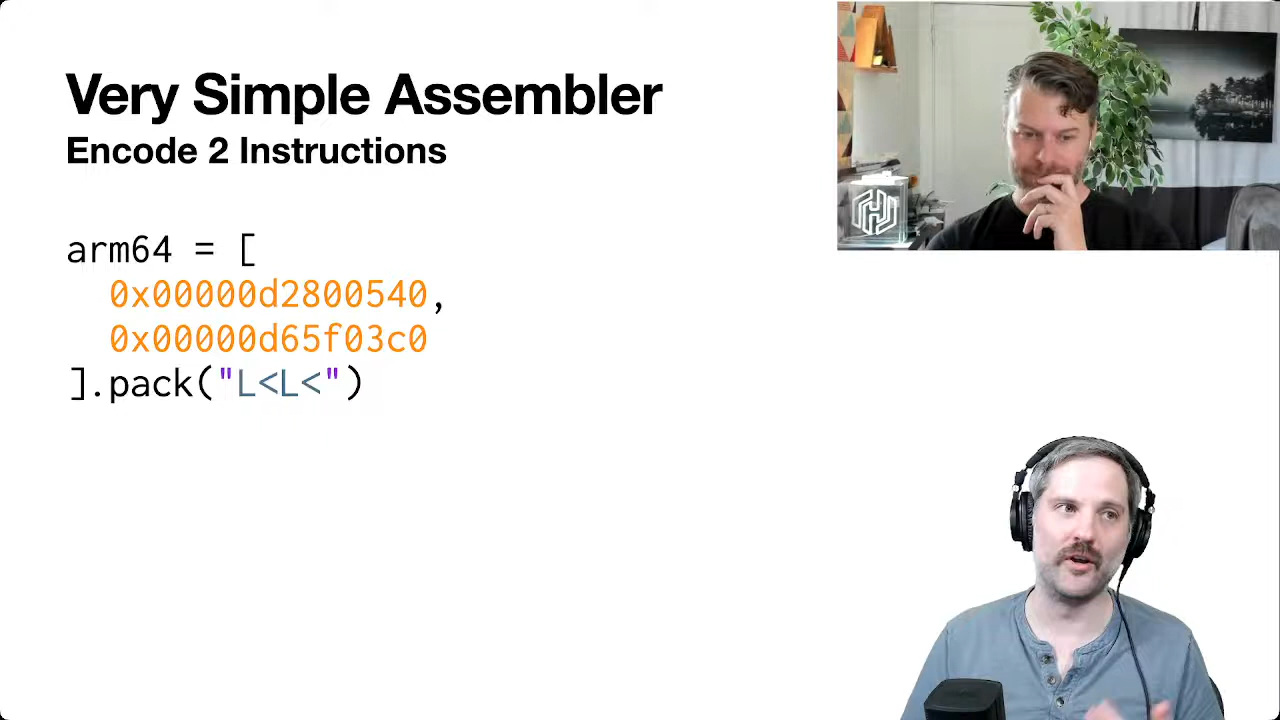 Very Simple Assembler
Encode 2 Instructions
arm64 = [
0x00000d2800540,
0x00000d65f03c0
].pack("L<L<")